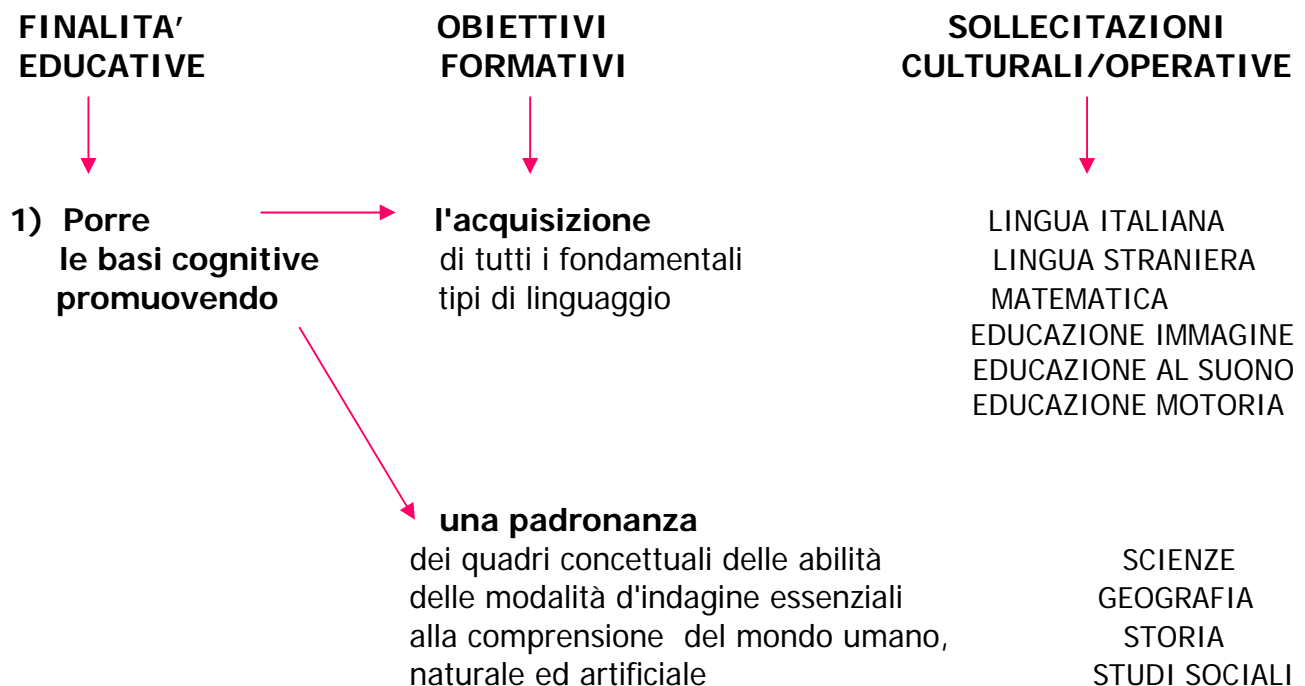 FINALITA' OBIETTIVI SOLLECITAZIONI
EDUCATIVE FORMATIVI CULTURALI/OPERATIVE
1) Porre l'acquisizione LINGUA ITALIANA
le basi cognitive di tutti i fondamentali LINGUA STRANIERA
promuovendo tipi di linguaggio MATEMATICA
EDUCAZIONE IMMAGINE
EDUCAZIONE AL SUONO
EDUCAZIONE MOTORIA
una padronanza
dei quadri concettuali delle abilità SCIENZE
delle modalità d'indagine essenziali GEOGRAFIA
alla comprensione del mondo umano, STORIA
naturale ed artificiale STUDI SOCIALI